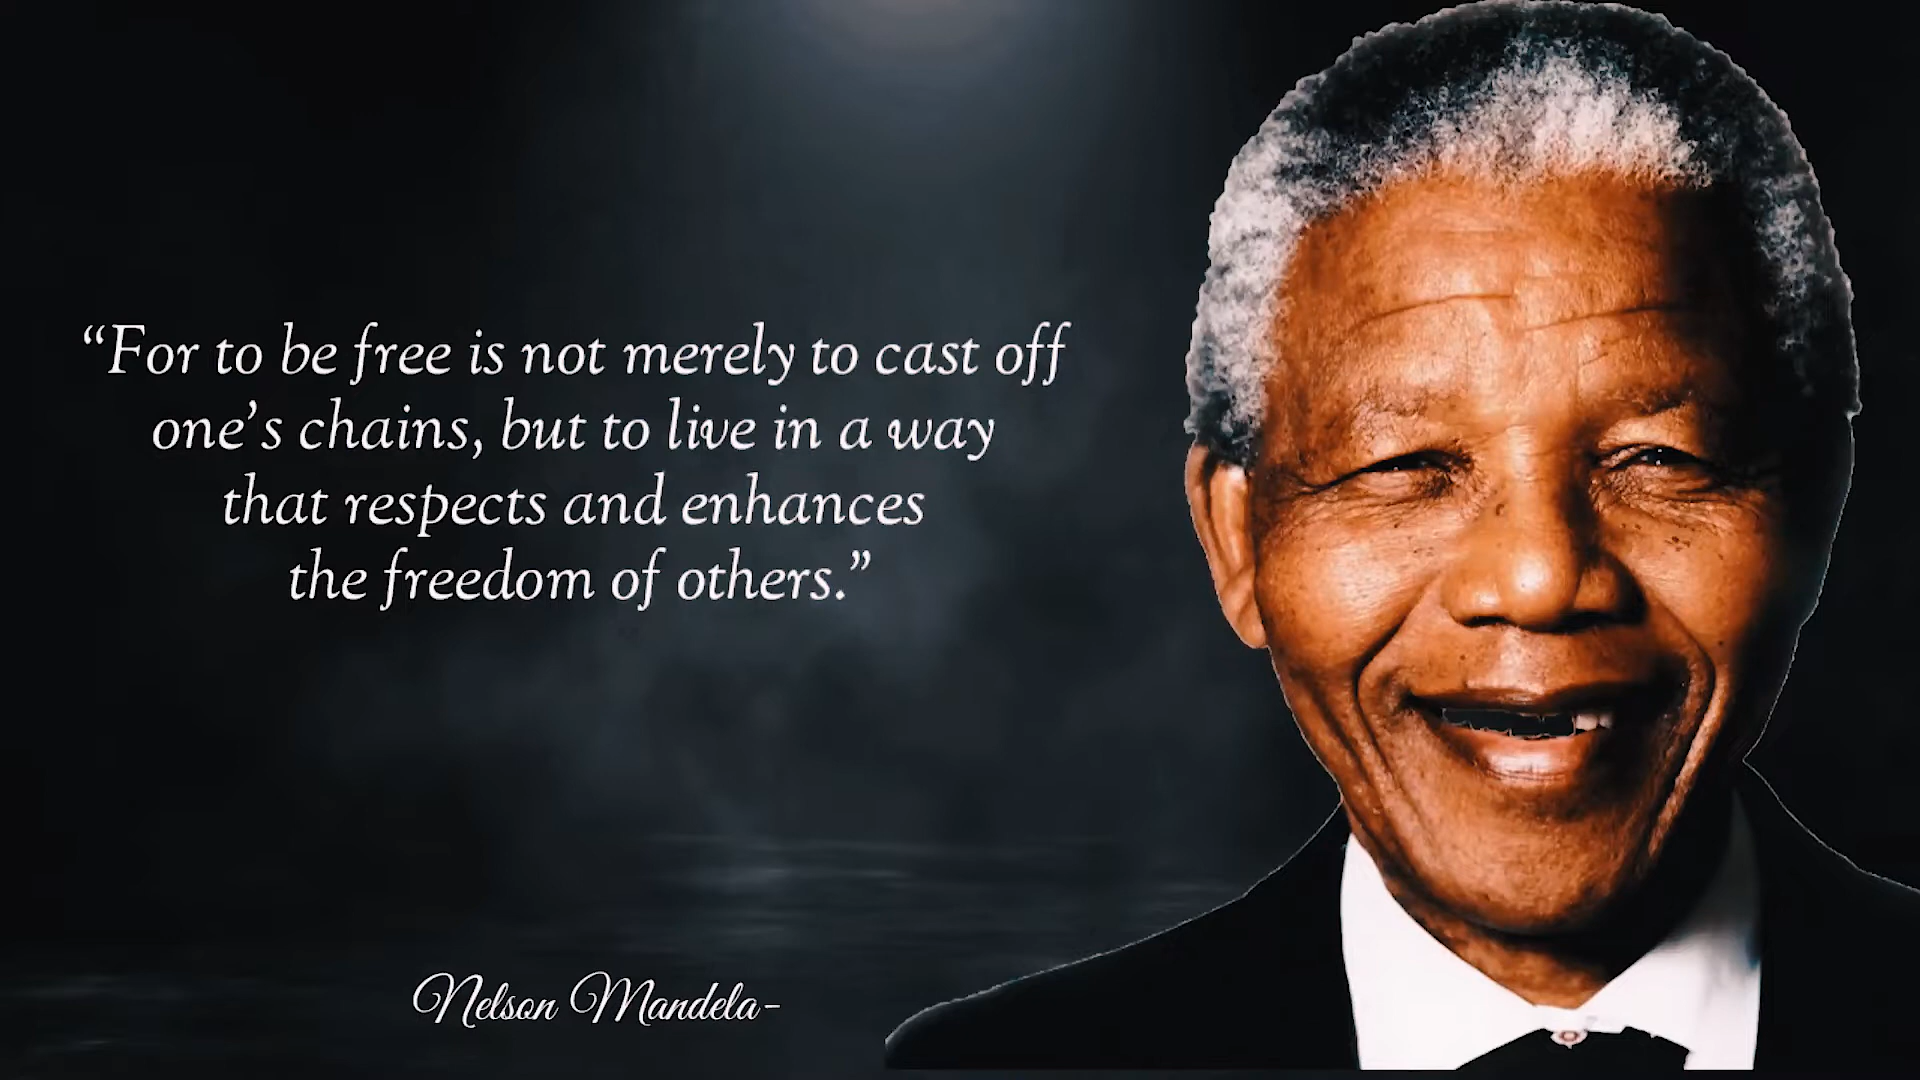 “For to be free is not merely to cast off
one’s chains, but to live in a way
that respects and enhances
the freedom of others.”
Nelson Mandela-